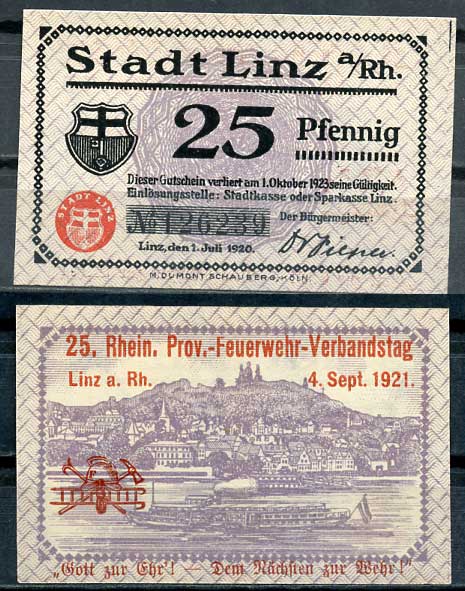 Stadt Linz a/Rh.
25 Pfennig
Dieser Gutschein verliert am 1. Oktober 1923 seine Gültigkeit.
Einlösungsstelle: Stadtkasse oder Sparkasse Linz.
STADT LINZ
№ 126239
Der Bürgermeister:
Linz, den 1. Juli 1920.
M. DUMONT SCHAUBERG, KÖLN.
25. Rhein. Prov.-Feuerwehr-Verbandstag
Linz a. Rh. 4. Sept. 1921.
„Gott zur Ehr'! — Dem Nächsten zur Wehr!"